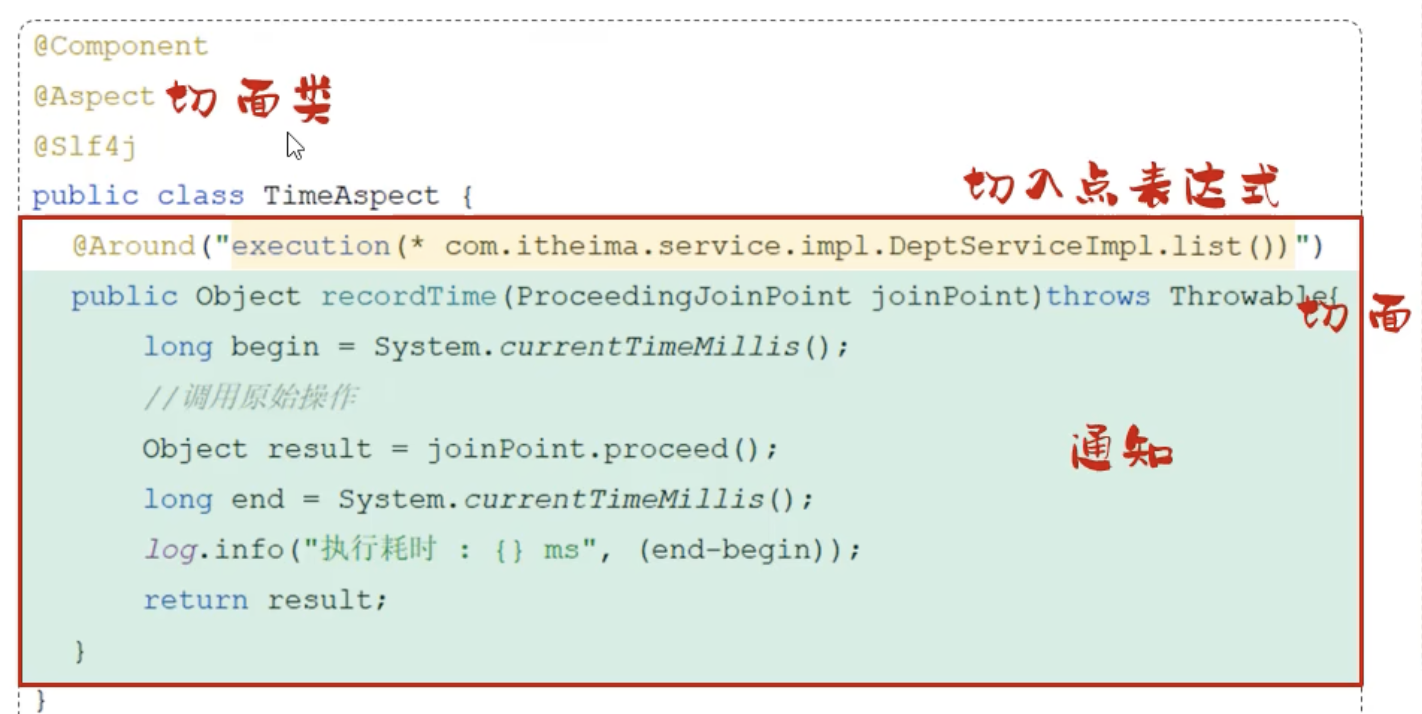 @Component
@Aspect 切面类
@Slf4j
public class TimeAspect {
切入点表达式
@Around("execution(* com.itheima.service.impl.DeptServiceImpl.list())")
public Object recordTime(ProceedingJoinPoint joinPoint)throws Throwable{
切面
long begin = System.currentTimeMillis();
//调用原始操作
Object result = joinPoint.proceed();
通知
long end = System.currentTimeMillis();
log.info("执行耗时 : {} ms", (end-begin));
return result;
}
}